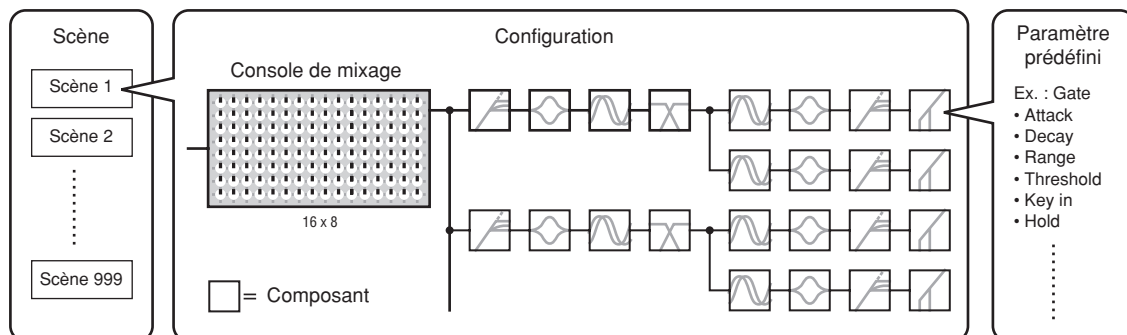 Scène
Scène 1
Scène 2
Scène 999
Configuration
Console de mixage
16 x 8
= Composant
Paramètre
prédéfini
Ex. : Gate
• Attack
• Decay
• Range
• Threshold
• Key in
• Hold